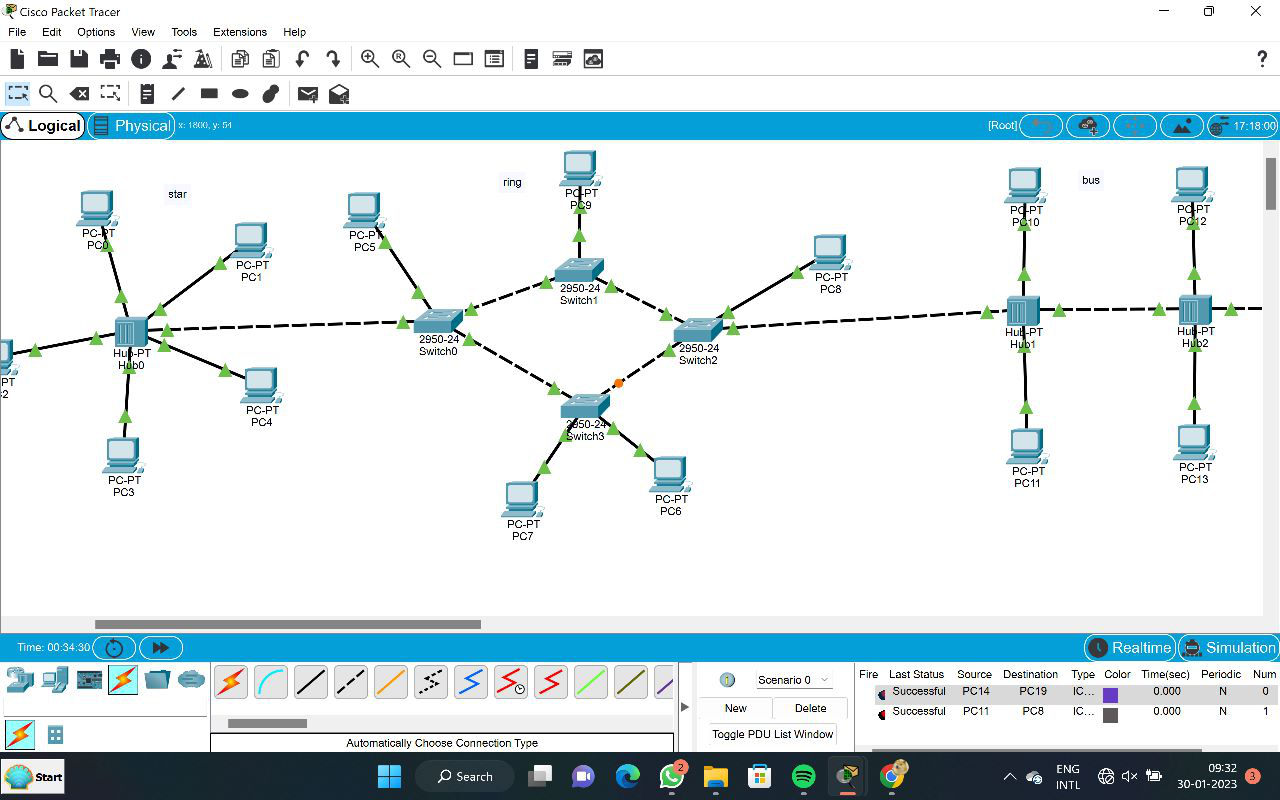 Cisco Packet Tracer
File Edit Options View Tools Extensions Help
?
Logical Physical x: 1800, y: 54 [Root] 17:18:00
star
ring
bus
PC-PT
PC0
PC-PT
PC1
PC-PT
PC5
PC-PT
PC9
PC-PT
PC8
PC-PT
PC10
PC-PT
PC12
2950-24
Switch1
2950-24
Switch0
2950-24
Switch2
Hub-PT
Hub0
Hub-PT
Hub1
Hub-PT
Hub2
PT
:2
PC-PT
PC4
2950-24
Switch3
PC-PT
PC3
PC-PT
PC7
PC-PT
PC6
PC-PT
PC11
PC-PT
PC13
Time: 00:34:30 Realtime Simulation
Scenario 0
New Delete
Toggle PDU List Window
Automatically Choose Connection Type
Fire Last Status Source Destination Type Color Time(sec) Periodic Num
Successful PC14 PC19 IC... 0.000 N 0
Successful PC11 PC8 IC... 0.000 N 1
Start Search 2 ENG INTL 09:32 30-01-2023 3